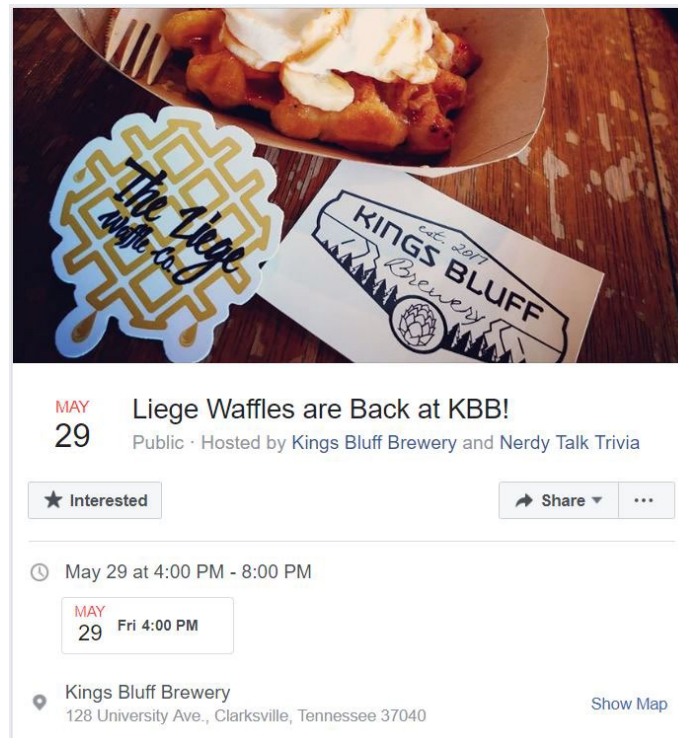 The Liege
Waffle Co.
est. 2017
KINGS BLUFF
Brewery
MAY
29
Liege Waffles are Back at KBB!
Public · Hosted by Kings Bluff Brewery and Nerdy Talk Trivia
Interested
Share
...
May 29 at 4:00 PM - 8:00 PM
MAY
29
Fri 4:00 PM
Kings Bluff Brewery
Show Map
128 University Ave., Clarksville, Tennessee 37040